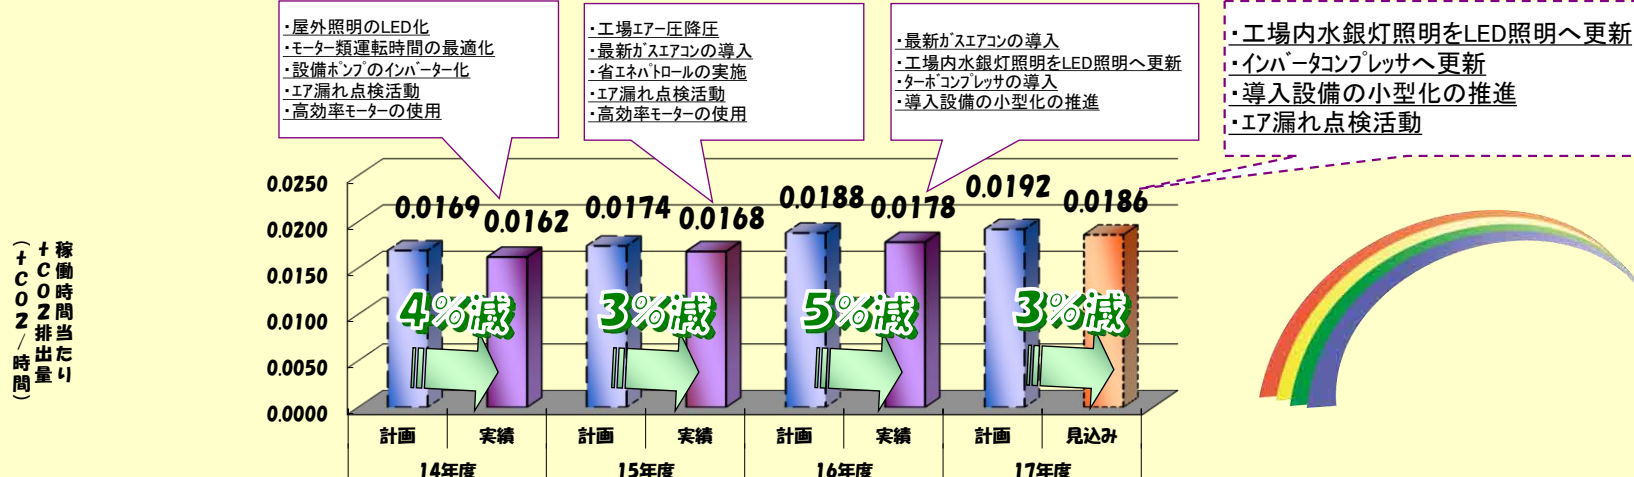 ・屋外照明のLED化
・モーター類運転時間の最適化
・設備ﾎﾟﾝﾌﾟのインバーター化
・エア漏れ点検活動
・高効率モーターの使用
・工場エアー圧降圧
・最新ｶﾞｽエアコンの導入
・省エネﾊﾟﾄﾛｰﾙの実施
・エア漏れ点検活動
・高効率モーターの使用
・最新ｶﾞｽエアコンの導入
・工場内水銀灯照明をLED照明へ更新
・ﾀｰﾎﾞｺﾝﾌﾟﾚｯｻの導入
・導入設備の小型化の推進
・工場内水銀灯照明をLED照明へ更新
・ｲﾝﾊﾞｰﾀｺﾝﾌﾟﾚｯｻへ更新
・導入設備の小型化の推進
・エア漏れ点検活動
稼働時間当たり
tCO2排出量
(tCO2/時間)
0.0250
0.0200
0.0150
0.0100
0.0050
0.0000
0.0169
0.0162
0.0174
0.0168
0.0188
0.0178
0.0192
0.0186
4%減
3%減
5%減
3%減
計画 実績 計画 実績 計画 実績 計画 見込み
14年度 15年度 16年度 17年度